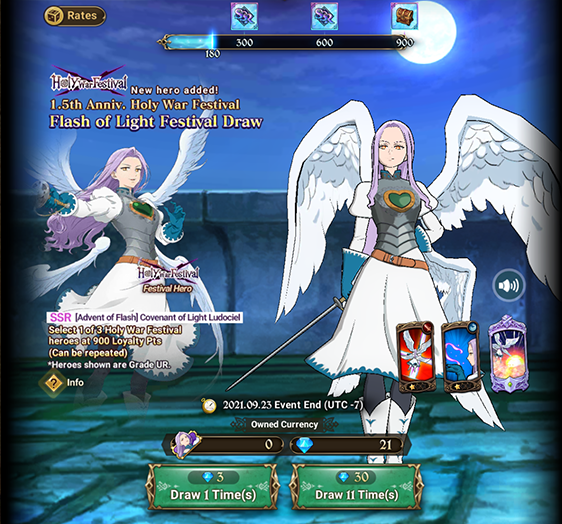 Rates
300
600
900
180
Holy War Festival
New hero added!
1.5th Anniv. Holy War Festival
Flash of Light Festival Draw
Holy War Festival
Festival Hero
SSR [Advent of Flash] Covenant of Light Ludociel
Select 1 of 3 Holy War Festival
heroes at 900 Loyalty Pts
(Can be repeated)
*Heroes shown are Grade UR.
Info
2021.09.23 Event End (UTC -7)
Owned Currency
0
21
3
Draw 1 Time(s)
30
Draw 11 Time(s)